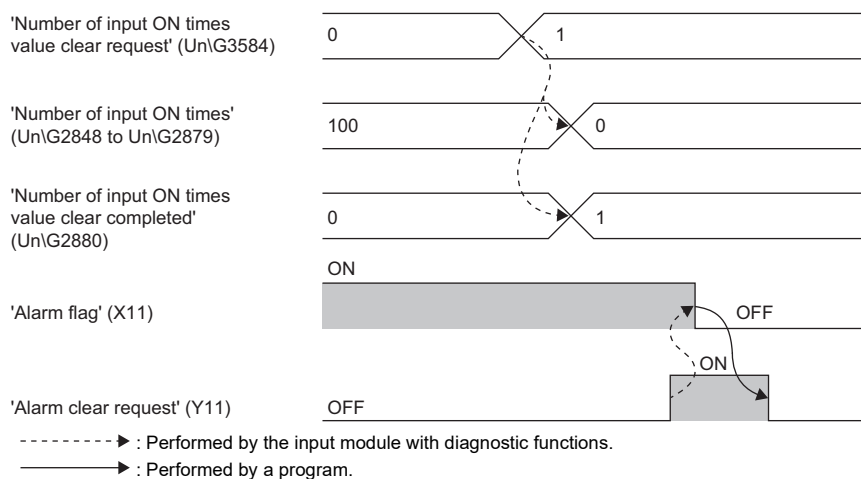 'Number of input ON times
value clear request' (Un\G3584)
0
1
'Number of input ON times'
(Un\G2848 to Un\G2879)
100
0
'Number of input ON times
value clear completed'
(Un\G2880)
0
1
ON
'Alarm flag' (X11)
OFF
ON
'Alarm clear request' (Y11)
OFF
: Performed by the input module with diagnostic functions.
: Performed by a program.